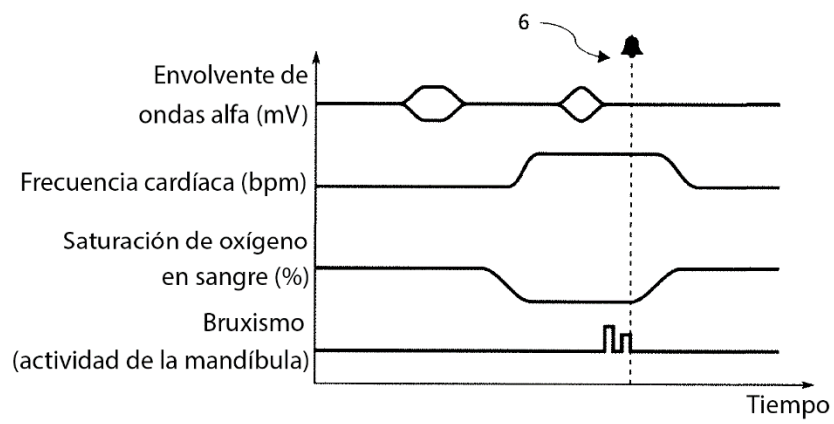 6
Envolvente de
ondas alfa (mV)
Frecuencia cardíaca (bpm)
Saturación de oxígeno
en sangre (%)
Bruxismo
(actividad de la mandíbula)
Tiempo